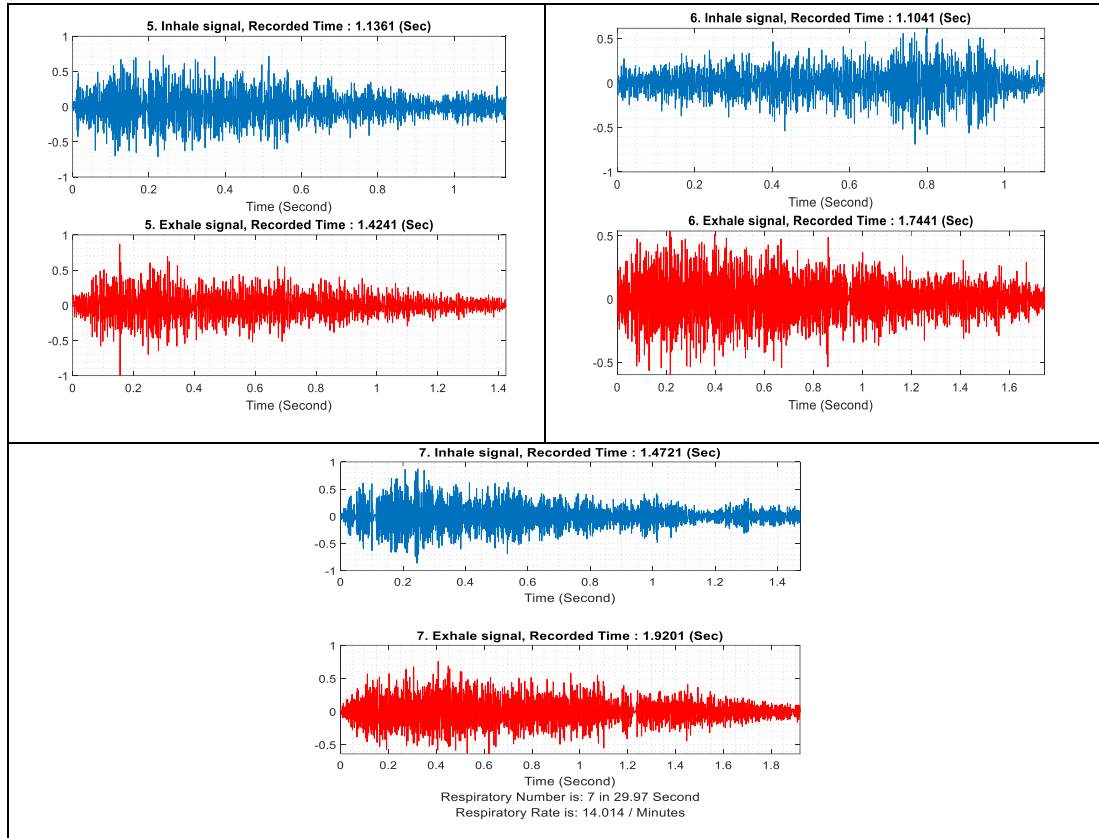 5. Inhale signal, Recorded Time : 1.1361 (Sec)
1
0.5
0
-0.5
-1
0 0.2 0.4 0.6 0.8 1
Time (Second)
5. Exhale signal, Recorded Time : 1.4241 (Sec)
1
0.5
0
-0.5
-1
0 0.2 0.4 0.6 0.8 1 1.2 1.4
Time (Second)
6. Inhale signal, Recorded Time : 1.1041 (Sec)
0.5
0
-0.5
-1
0 0.2 0.4 0.6 0.8 1
Time (Second)
6. Exhale signal, Recorded Time : 1.7441 (Sec)
0.5
0
-0.5
0 0.2 0.4 0.6 0.8 1 1.2 1.4 1.6
Time (Second)
7. Inhale signal, Recorded Time : 1.4721 (Sec)
1
0.5
0
-0.5
-1
0 0.2 0.4 0.6 0.8 1 1.2 1.4
Time (Second)
7. Exhale signal, Recorded Time : 1.9201 (Sec)
1
0.5
0
-0.5
0 0.2 0.4 0.6 0.8 1 1.2 1.4 1.6 1.8
Time (Second)
Respiratory Number is: 7 in 29.97 Second
Respiratory Rate is: 14.014 / Minutes